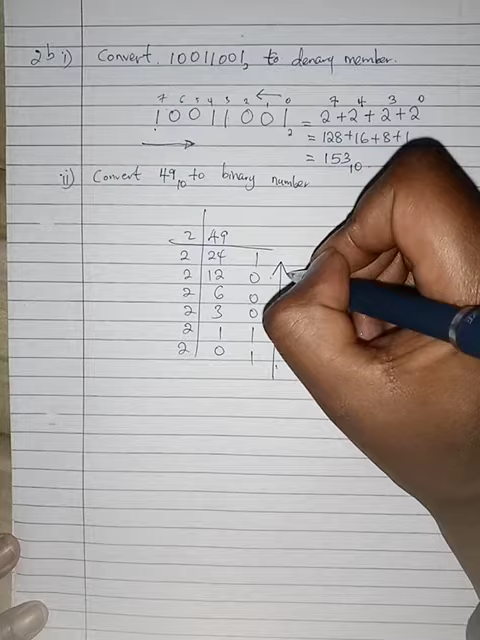 2b i) Convert 10011001₂ to denary member.
7 6 5 4 3 2 1 0
10011001₂ = 2⁷+2⁴+2³+2⁰
= 128+16+8+1
= 153₁₀
ii) Convert 49₁₀ to binary number
2 49
2 24 1
2 12 0
2 6 0
2 3 0
2 1 1
2 0 1